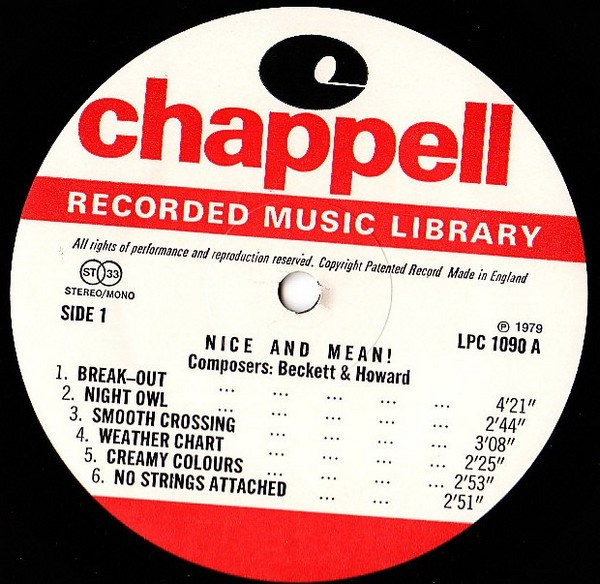 chappell
RECORDED MUSIC LIBRARY
All rights of performance and reproduction reserved. Copyright Patented Record Made in England
ST 33
STEREO/MONO
SIDE 1
℗ 1979
LPC 1090 A
NICE AND MEAN!
Composers: Beckett & Howard
1. BREAK–OUT ... ... ... ... ... 4'21"
2. NIGHT OWL ... ... ... ... ... 2'44"
3. SMOOTH CROSSING ... ... ... ... 3'08"
4. WEATHER CHART ... ... ... ... 2'25"
5. CREAMY COLOURS ... ... ... ... 2'53"
6. NO STRINGS ATTACHED ... ... ... 2'51"